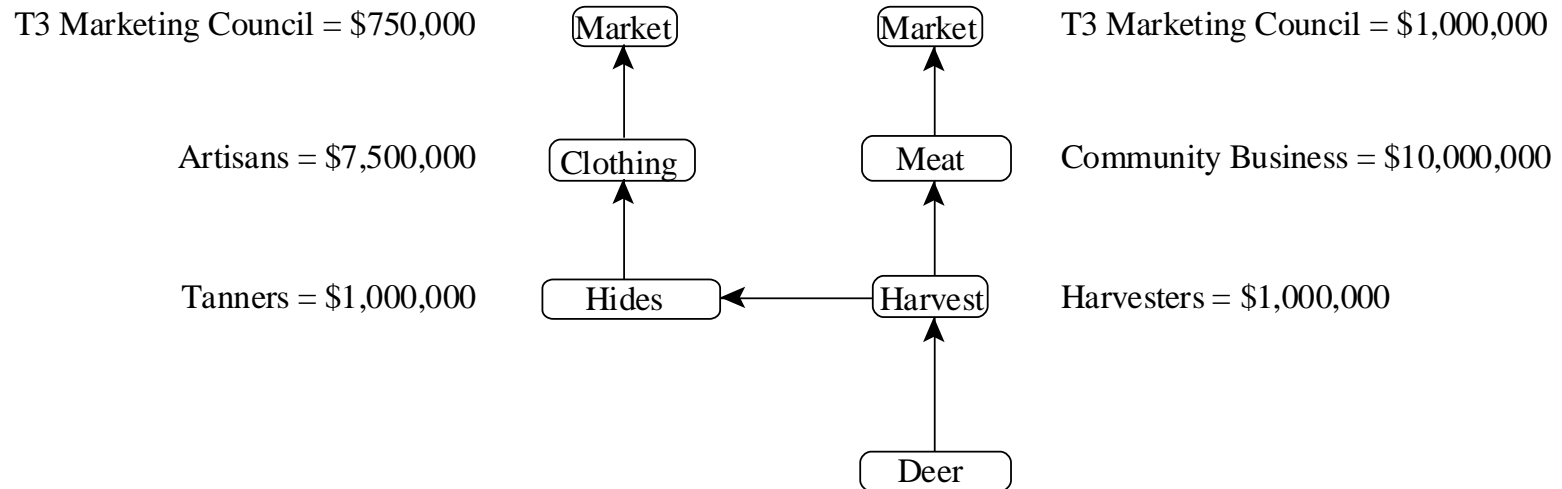 T3 Marketing Council = $750,000
Market
Market
T3 Marketing Council = $1,000,000
Artisans = $7,500,000
Clothing
Meat
Community Business = $10,000,000
Tanners = $1,000,000
Hides
Harvest
Harvesters = $1,000,000
Deer